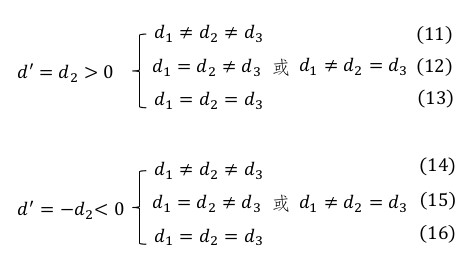 d₁ ≠ d₂ ≠ d₃ (11)
d′ = d₂ > 0 d₁ = d₂ ≠ d₃ 或 d₁ ≠ d₂ = d₃ (12)
d₁ = d₂ = d₃ (13)
d₁ ≠ d₂ ≠ d₃ (14)
d′ = −d₂< 0 d₁ = d₂ ≠ d₃ 或 d₁ ≠ d₂ = d₃ (15)
d₁ = d₂ = d₃ (16)